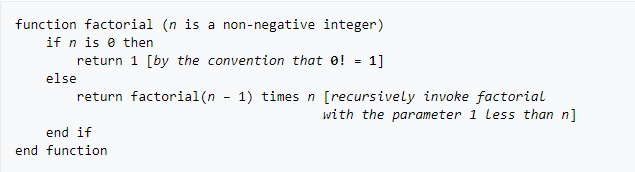 function factorial (n is a non-negative integer)
    if n is 0 then
        return 1 [by the convention that 0! = 1]
    else
        return factorial(n – 1) times n [recursively invoke factorial
                                        with the parameter 1 less than n]
    end if
end function